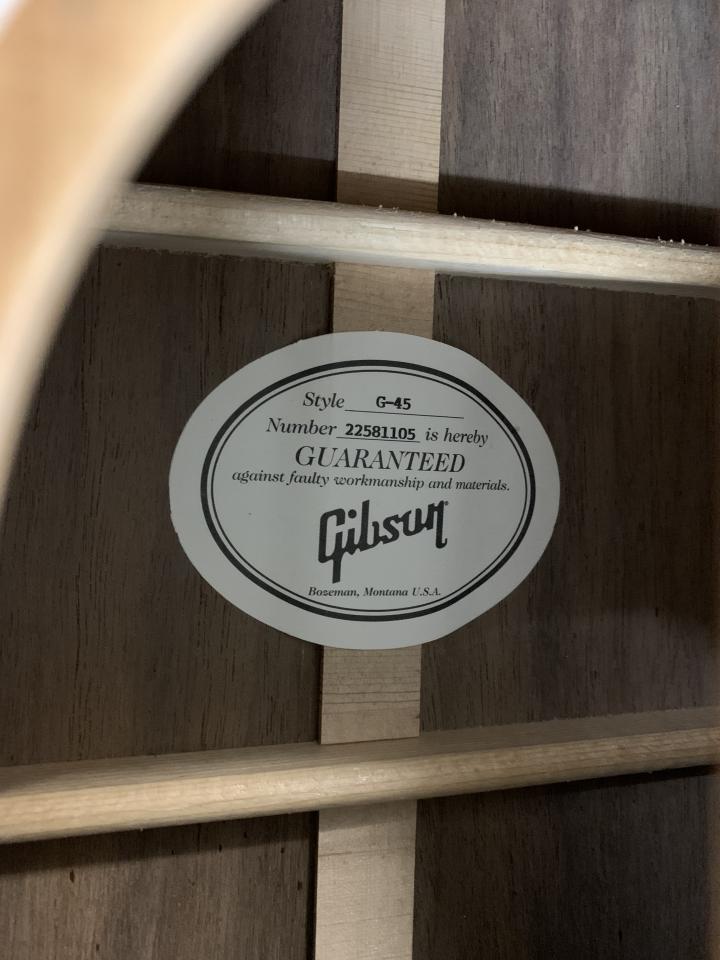 Style G-45
Number 22581105 is hereby
GUARANTEED
against faulty workmanship and materials.
Gibson
Bozeman, Montana U.S.A.